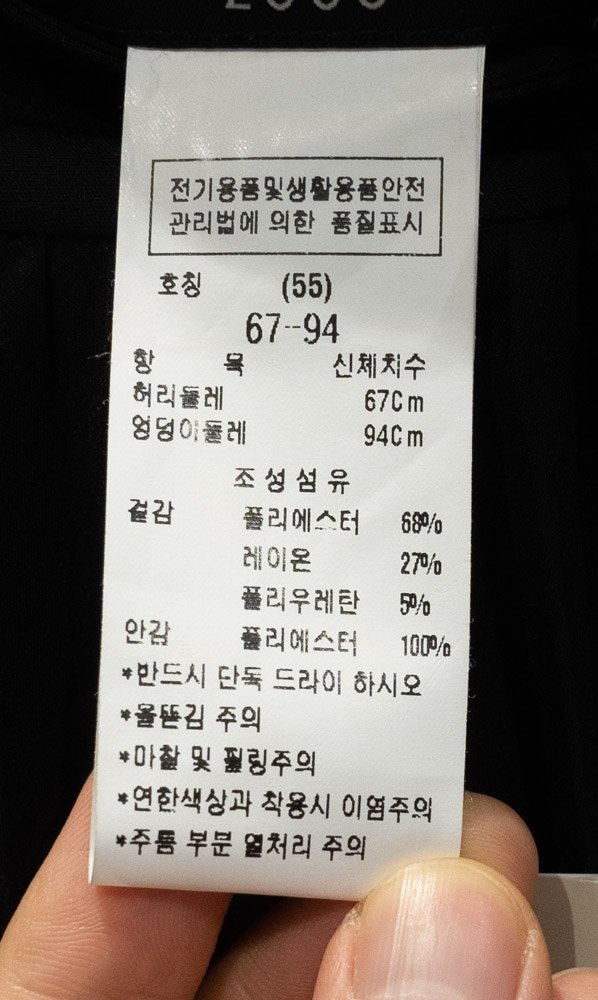 전기용품및생활용품안전
관리법에 의한 품질표시
호칭 (55)
67--94
항 목 신체치수
허리둘레 67Cm
엉덩이둘레 94Cm
조성섬유
겉감 폴리에스터 68%
레이온 27%
폴리우레탄 5%
안감 폴리에스터 100%
*반드시 단독 드라이 하시오
*올뜯김 주의
*마찰 및 필링주의
*연한색상과 착용시 이염주의
*주름 부분 열처리 주의